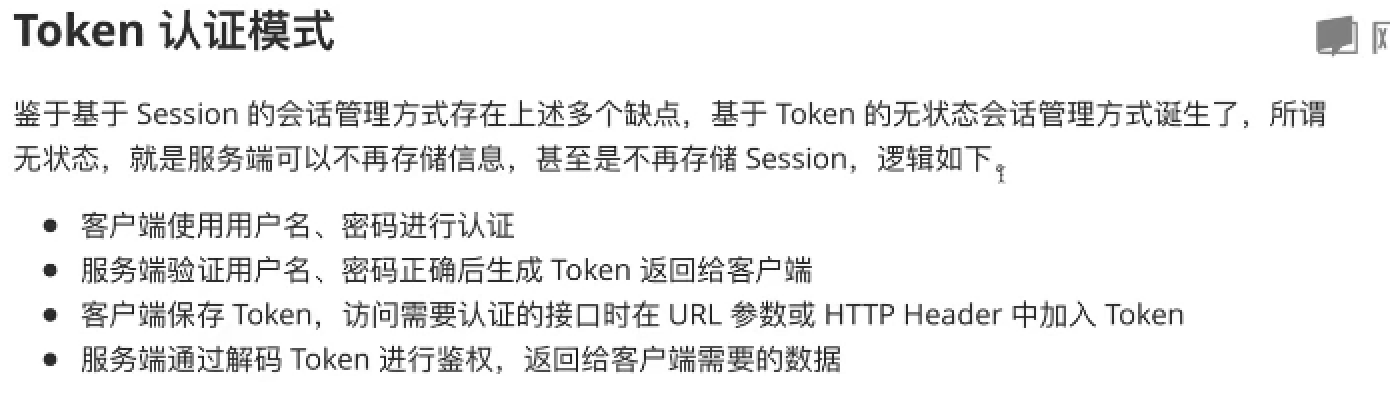 Token 认证模式
鉴于基于 Session 的会话管理方式存在上述多个缺点，基于 Token 的无状态会话管理方式诞生了，所谓
无状态，就是服务端可以不再存储信息，甚至是不再存储 Session，逻辑如下。
● 客户端使用用户名、密码进行认证
● 服务端验证用户名、密码正确后生成 Token 返回给客户端
● 客户端保存 Token，访问需要认证的接口时在 URL 参数或 HTTP Header 中加入 Token
● 服务端通过解码 Token 进行鉴权，返回给客户端需要的数据